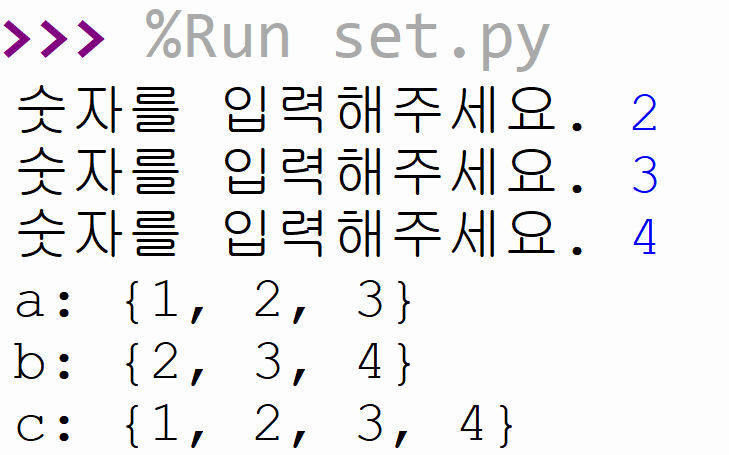 >>> %Run set.py
숫자를 입력해주세요. 2
숫자를 입력해주세요. 3
숫자를 입력해주세요. 4
a: {1, 2, 3}
b: {2, 3, 4}
c: {1, 2, 3, 4}